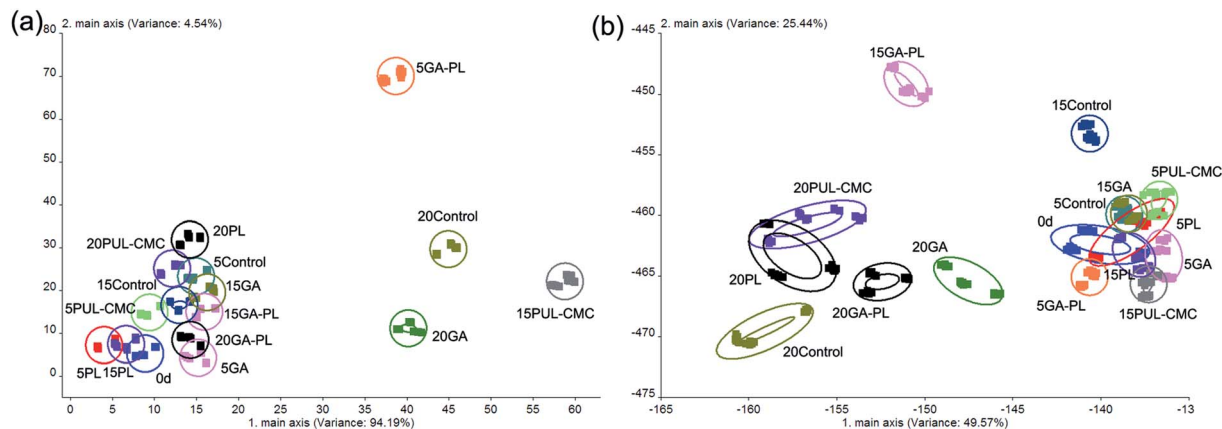 (a)
2. main axis (Variance: 4.54%)
80
70
60
50
40
30
20
10
0
5GA-PL
20Control
15PUL-CMC
20GA
20PL
20PUL-CMC
5Control
15Control
15GA
5PUL-CMC
15GA-PL
20GA-PL
5PL
15PL
0d
5GA
0 5 10 15 20 25 30 35 40 45 50 55 60
1. main axis (Variance: 94.19%)
(b)
2. main axis (Variance: 25.44%)
-445
-450
-455
-460
-465
-470
-475
15GA-PL
15Control
5PUL-CMC
15GA
5Control
20PUL-CMC
0d
5PL
20GA
20PL
15PL
5GA
20GA-PL
5GA-PL
15PUL-CMC
20Control
-165 -160 -155 -150 -145 -140 -13
1. main axis (Variance: 49.57%)